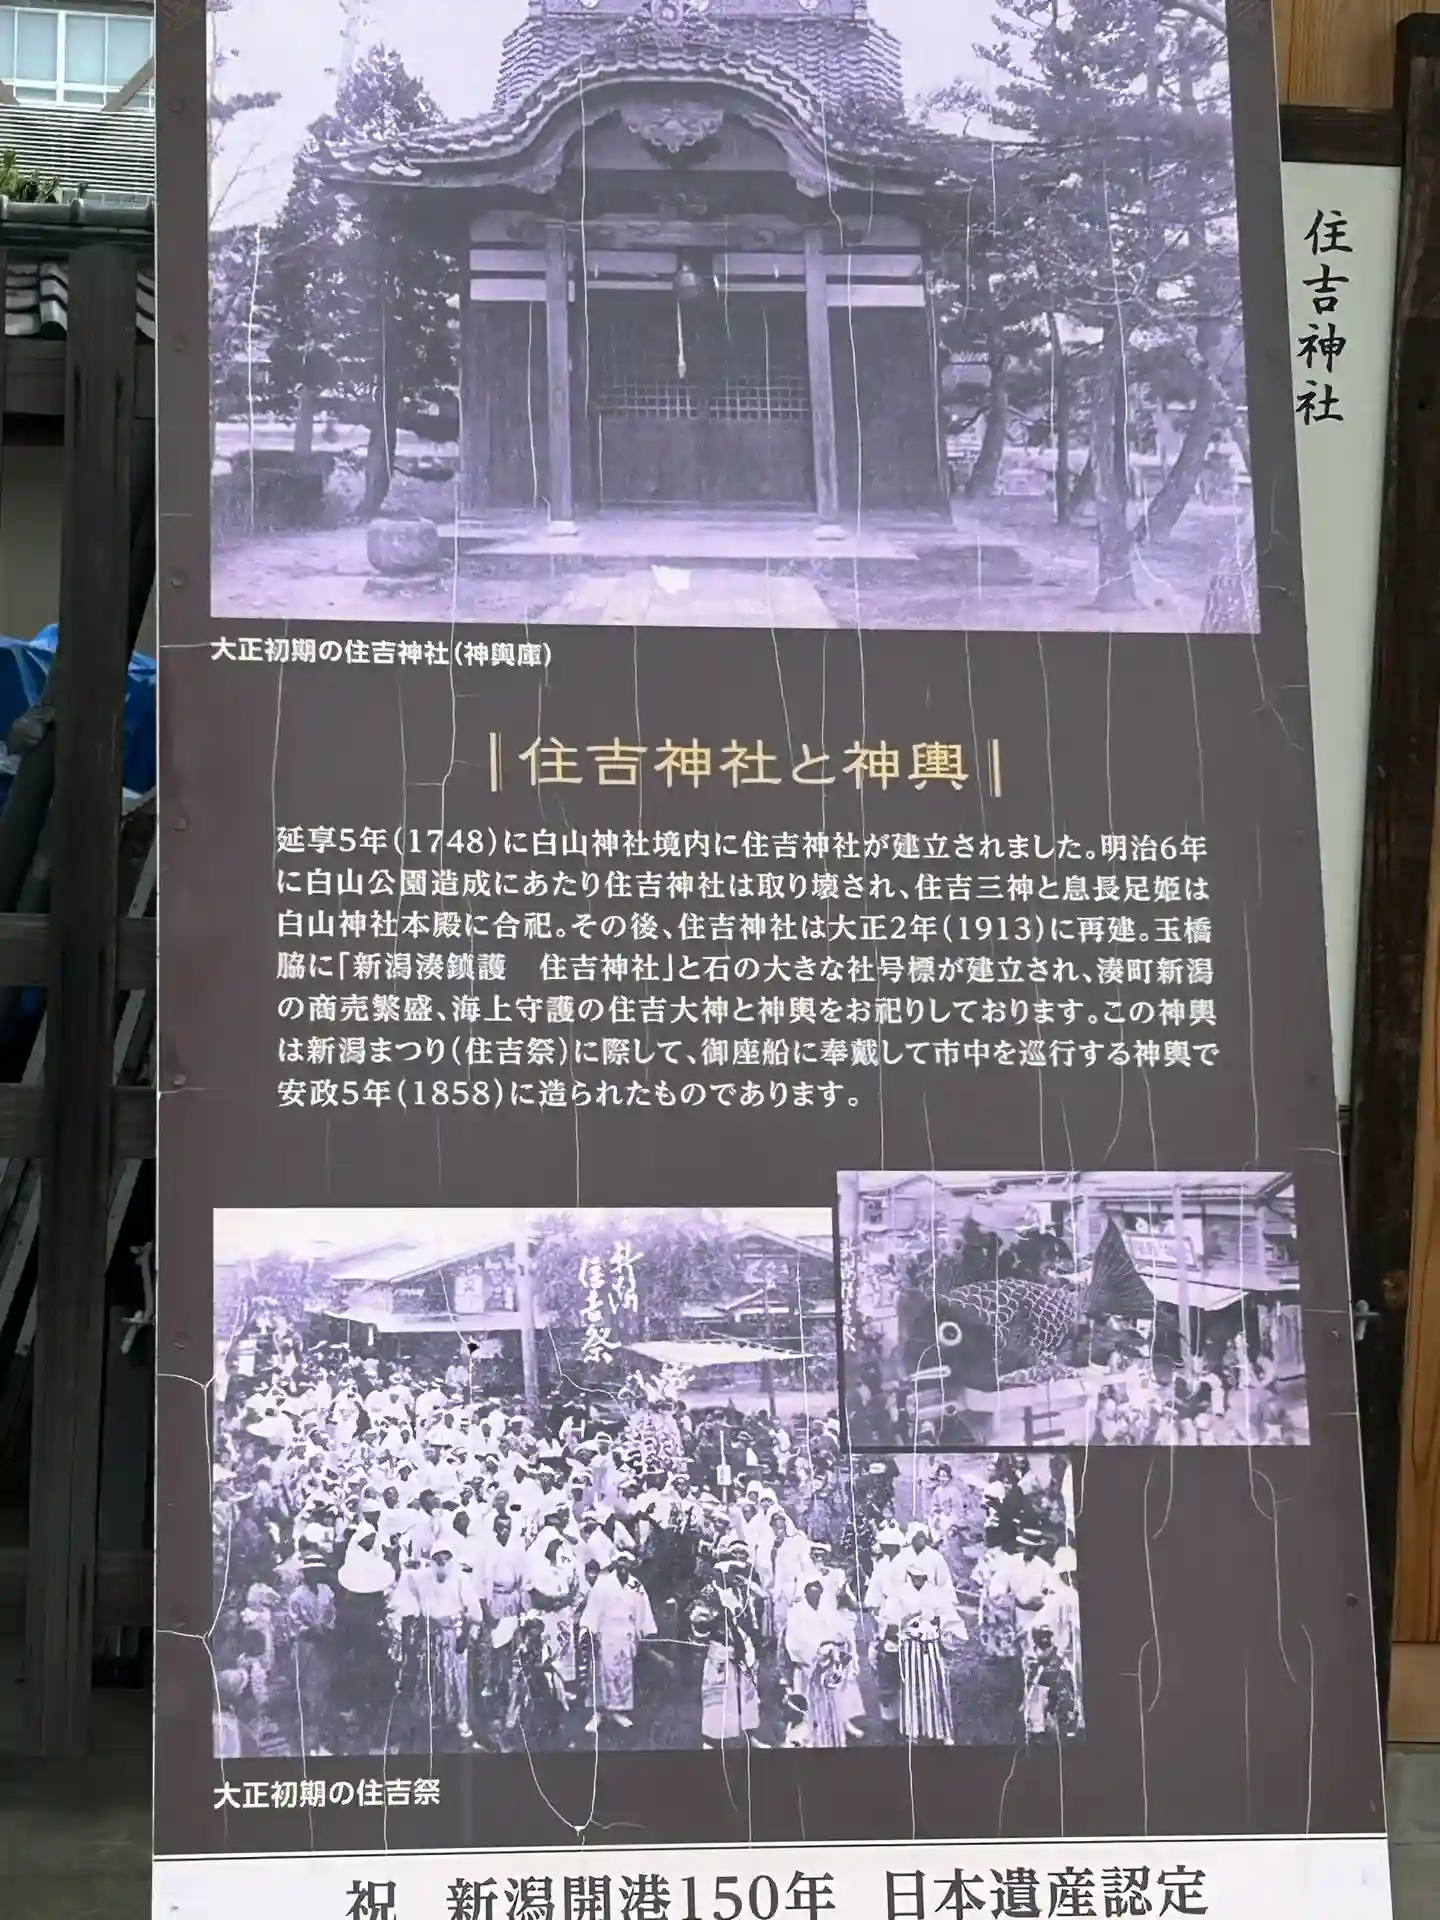 住吉神社
大正初期の住吉神社(神輿庫)
住吉神社と神輿
延享5年(1748)に白山神社境内に住吉神社が建立されました。明治6年
に白山公園造成にあたり住吉神社は取り壊され、住吉三神と息長足姫は
白山神社本殿に合祀。その後、住吉神社は大正2年(1913)に再建。玉橋
脇に「新潟湊鎮護　住吉神社」と石の大きな社号標が建立され、湊町新潟
の商売繁盛、海上守護の住吉大神と神輿をお祀りしております。この神輿
は新潟まつり(住吉祭)に際して、御座船に奉戴して市中を巡行する神輿で
安政5年(1858)に造られたものであります。
新潟
住吉祭
大正初期の住吉祭
祝　新潟開港150年　日本遺産認定